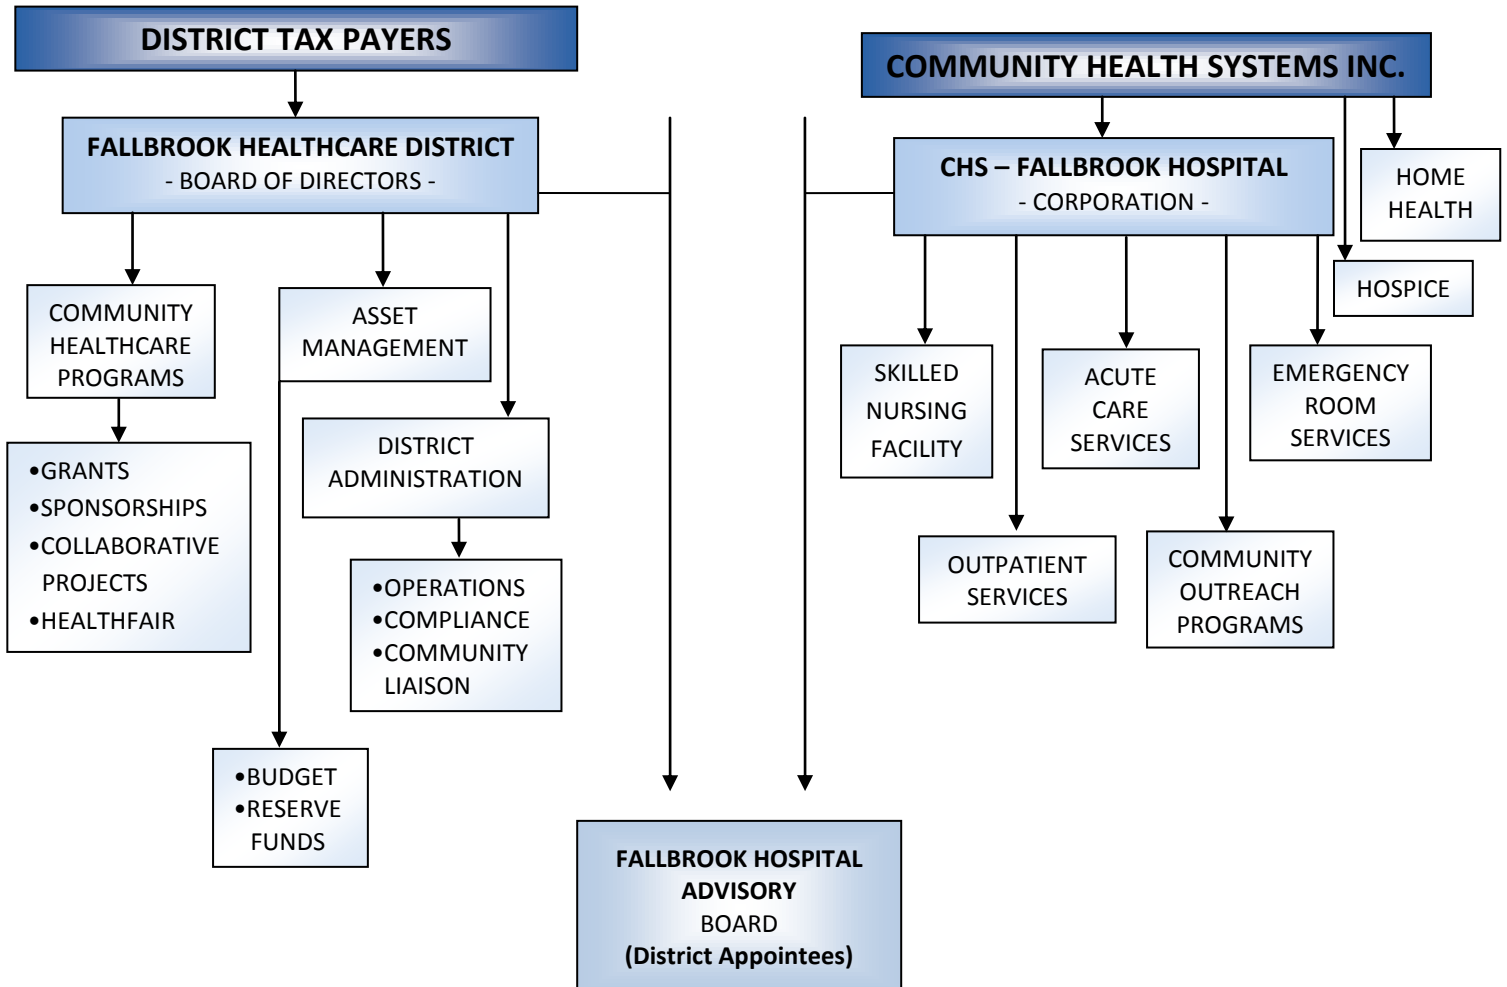 DISTRICT TAX PAYERS
COMMUNITY HEALTH SYSTEMS INC.
FALLBROOK HEALTHCARE DISTRICT
- BOARD OF DIRECTORS -
CHS – FALLBROOK HOSPITAL
- CORPORATION -
HOME
HEALTH
HOSPICE
COMMUNITY
HEALTHCARE
PROGRAMS
ASSET
MANAGEMENT
DISTRICT
ADMINISTRATION
•GRANTS
•SPONSORSHIPS
•COLLABORATIVE
PROJECTS
•HEALTHFAIR
•OPERATIONS
•COMPLIANCE
•COMMUNITY
LIAISON
•BUDGET
•RESERVE
FUNDS
SKILLED
NURSING
FACILITY
ACUTE
CARE
SERVICES
EMERGENCY
ROOM
SERVICES
OUTPATIENT
SERVICES
COMMUNITY
OUTREACH
PROGRAMS
FALLBROOK HOSPITAL
ADVISORY
BOARD
(District Appointees)